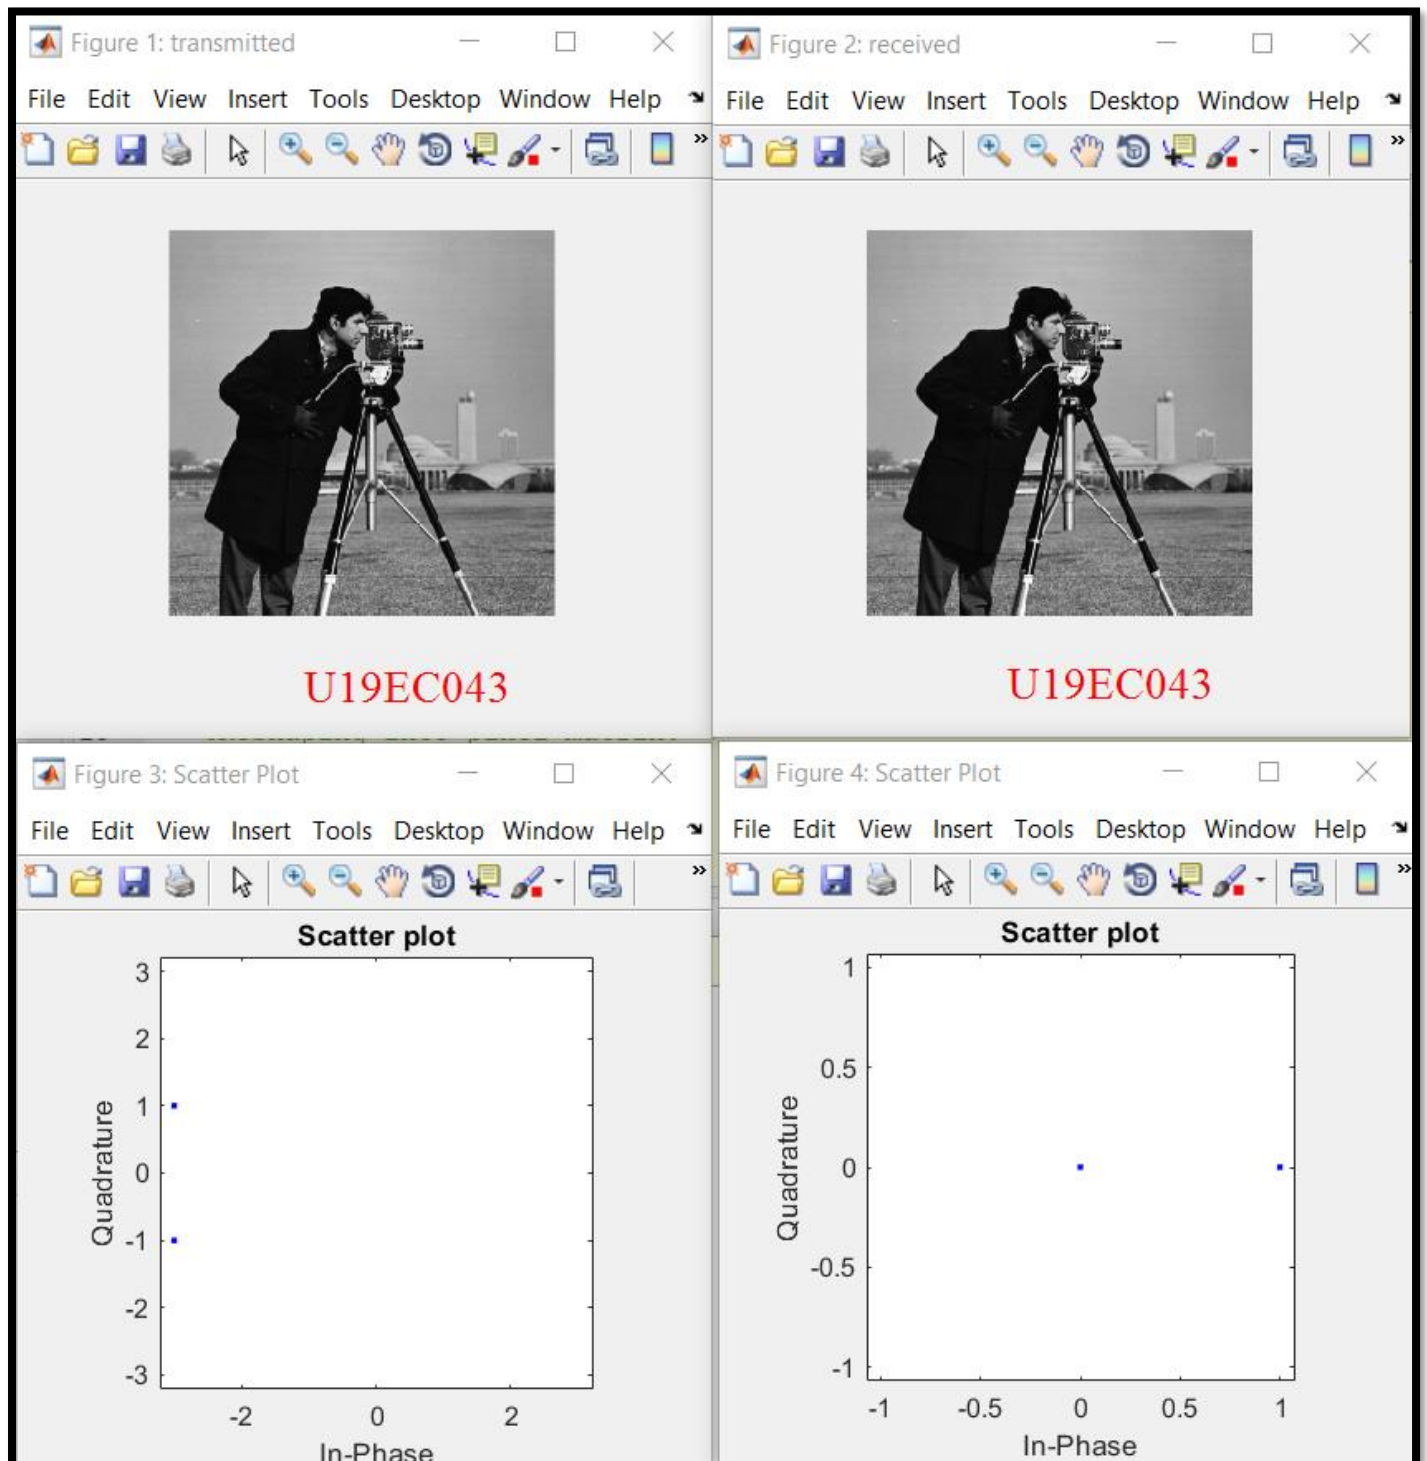 Figure 1: transmitted
File Edit View Insert Tools Desktop Window Help
U19EC043
Figure 2: received
File Edit View Insert Tools Desktop Window Help
U19EC043
Figure 3: Scatter Plot
File Edit View Insert Tools Desktop Window Help
Scatter plot
3
2
1
0
-1
-2
-3
Quadrature
-2 0 2
In-Phase
Figure 4: Scatter Plot
File Edit View Insert Tools Desktop Window Help
Scatter plot
1
0.5
0
-0.5
-1
Quadrature
-1 -0.5 0 0.5 1
In-Phase